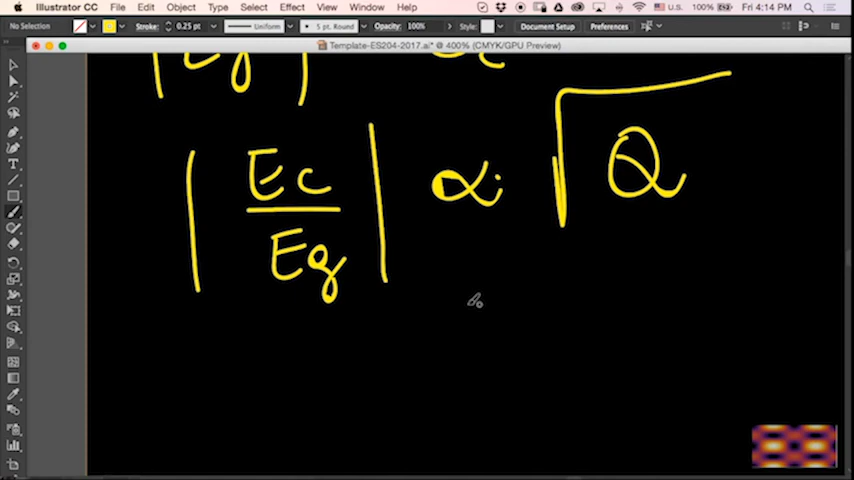 Illustrator CC File Edit Object Type Select Effect View Window Help U.S. 100% Fri 4:14 PM
No Selection Stroke: 0.25 pt Uniform 5 pt. Round Opacity: 100% Style: Document Setup Preferences
Template-ES204-2017.ai* @ 400% (CMYK/GPU Preview)
| Ec / Eg | α √Q